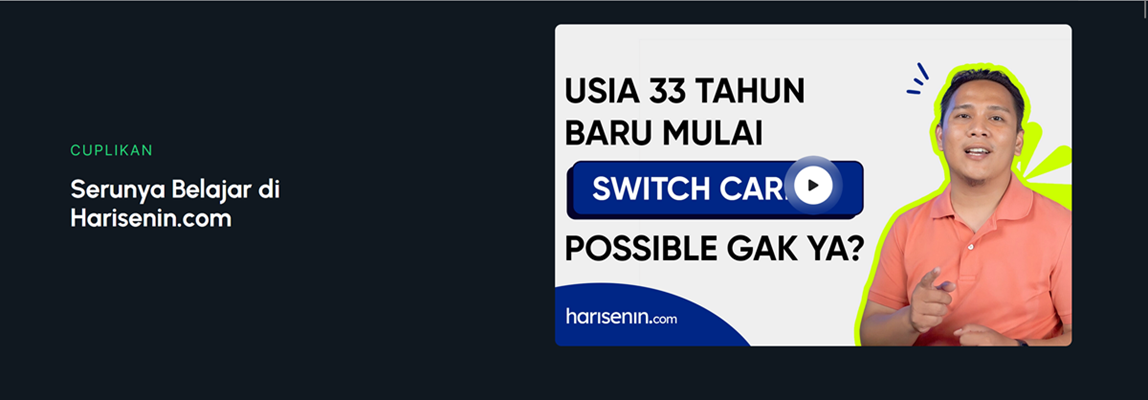 CUPLIKAN
Serunya Belajar di
Harisenin.com
USIA 33 TAHUN
BARU MULAI
SWITCH
POSSIBLE GAK YA?
harisenin.com